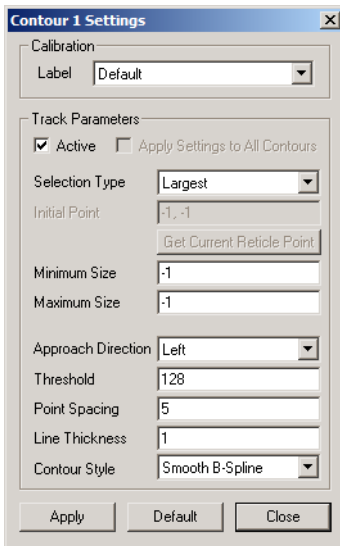 Contour 1 Settings
Calibration
Label Default
Track Parameters
Active Apply Settings to All Contours
Selection Type Largest
Initial Point -1, -1
Get Current Reticle Point
Minimum Size -1
Maximum Size -1
Approach Direction Left
Threshold 128
Point Spacing 5
Line Thickness 1
Contour Style Smooth B-Spline
Apply Default Close